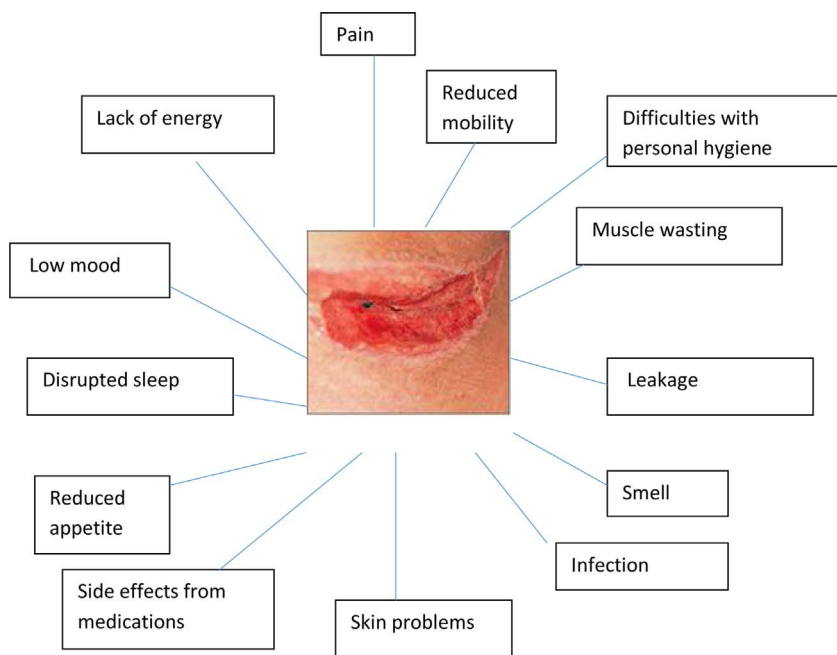 Pain
Reduced
mobility
Lack of energy
Difficulties with
personal hygiene
Muscle wasting
Low mood
Disrupted sleep
Leakage
Reduced
appetite
Smell
Infection
Side effects from
medications
Skin problems